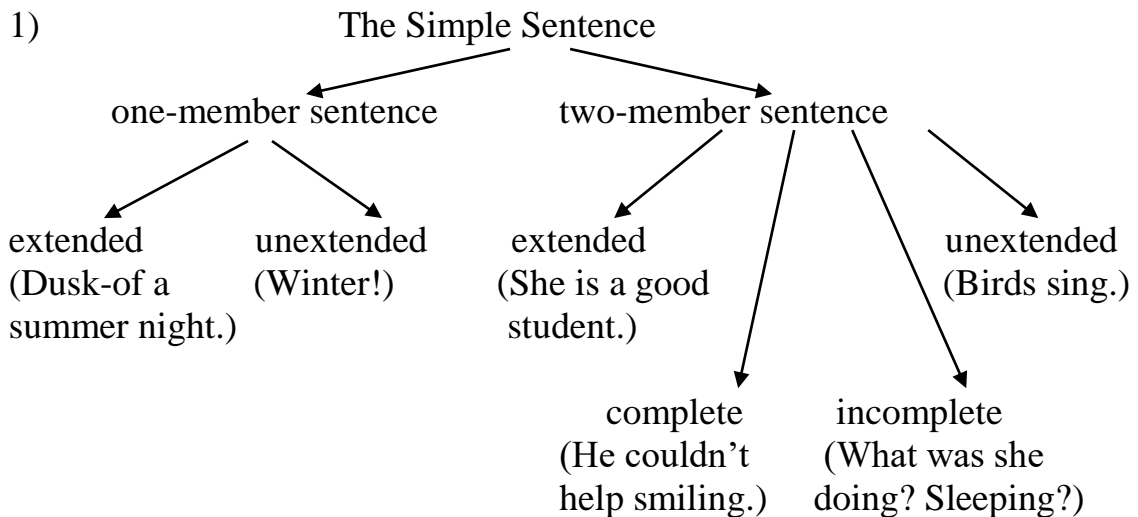 1) The Simple Sentence
one-member sentence two-member sentence
extended unextended extended unextended
(Dusk-of a (Winter!) (She is a good (Birds sing.)
summer night.) student.)
complete incomplete
(He couldn’t (What was she
help smiling.) doing? Sleeping?)